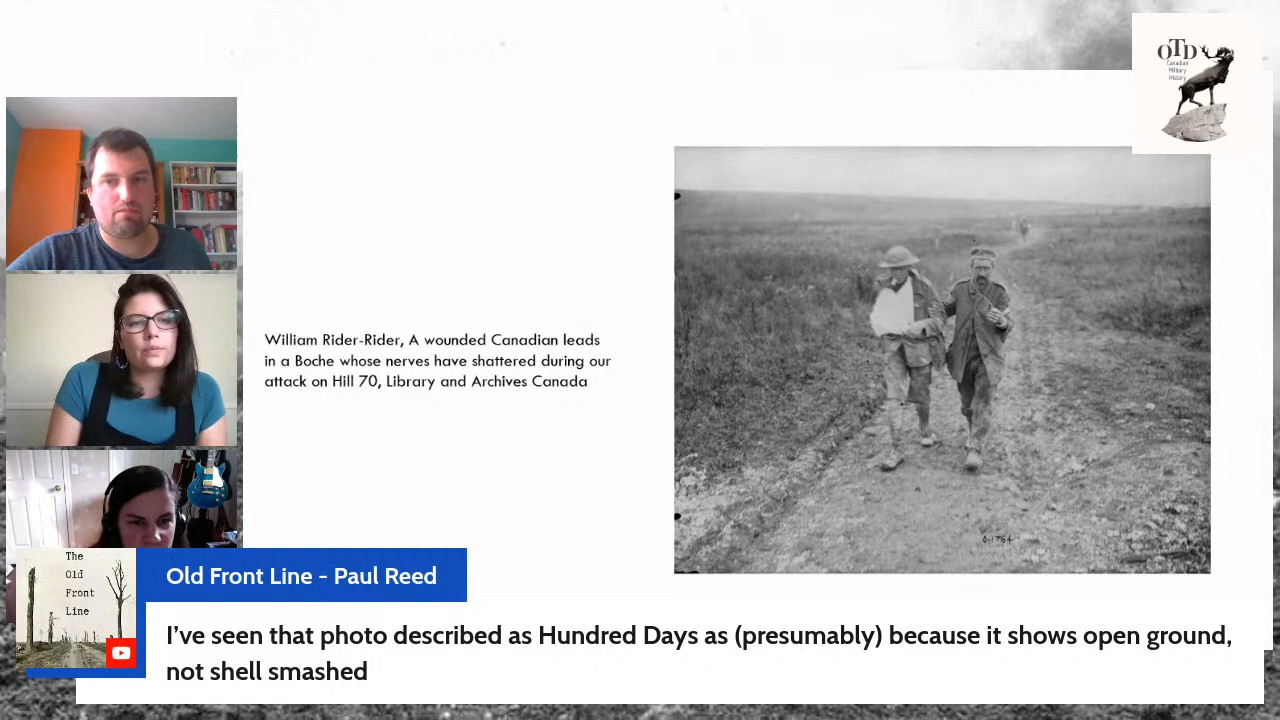 OTD
Canadian
Military
History
William Rider-Rider, A wounded Canadian leads
in a Boche whose nerves have shattered during our
attack on Hill 70, Library and Archives Canada
O-1764
The
Old
Front
Line
Old Front Line - Paul Reed
I've seen that photo described as Hundred Days as (presumably) because it shows open ground,
not shell smashed